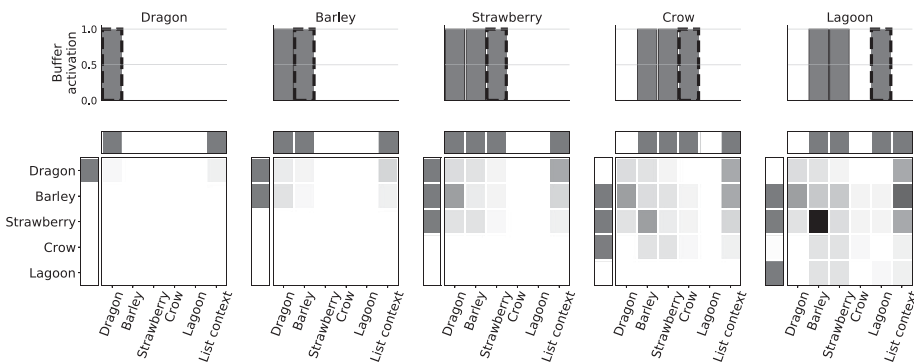 Dragon Barley Strawberry Crow Lagoon
Buffer
activation
1.0
0.5
0.0
Dragon
Barley
Strawberry
Crow
Lagoon
Dragon Barley Strawberry Crow Lagoon List context
Dragon Barley Strawberry Crow Lagoon List context
Dragon Barley Strawberry Crow Lagoon List context
Dragon Barley Strawberry Crow Lagoon List context
Dragon Barley Strawberry Crow Lagoon List context